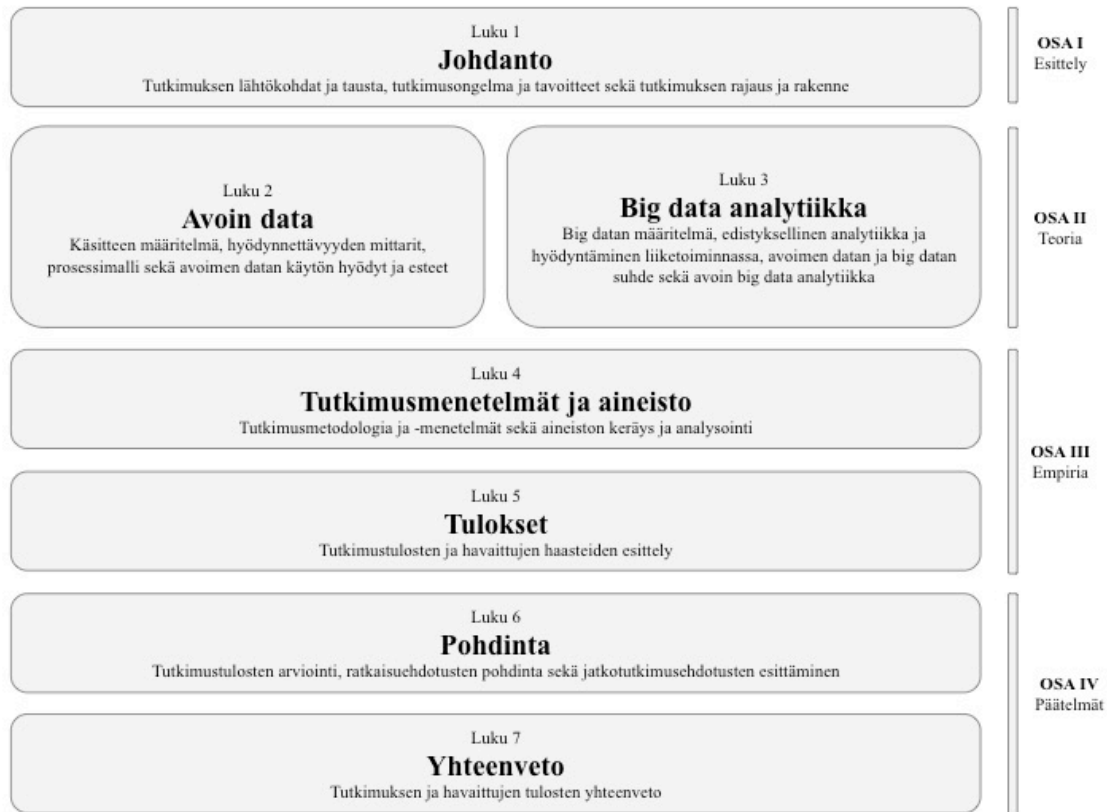 Luku 1
Johdanto
Tutkimuksen lähtökohdat ja tausta, tutkimusongelma ja tavoitteet sekä tutkimuksen rajaus ja rakenne
OSA I
Esittely
Luku 2
Avoin data
Käsitteen määritelmä, hyödynnettävyyden mittarit,
prosessimalli sekä avoimen datan käytön hyödyt ja esteet
Luku 3
Big data analytiikka
Big datan määritelmä, edistyksellinen analytiikka ja
hyödyntäminen liiketoiminnassa, avoimen datan ja big datan
suhde sekä avoin big data analytiikka
OSA II
Teoria
Luku 4
Tutkimusmenetelmät ja aineisto
Tutkimusmetodologia ja -menetelmät sekä aineiston keräys ja analysointi
Luku 5
Tulokset
Tutkimustulosten ja havaittujen haasteiden esittely
OSA III
Empiria
Luku 6
Pohdinta
Tutkimustulosten arviointi, ratkaisuehdotusten pohdinta sekä jatkotutkimusehdotusten esittäminen
Luku 7
Yhteenveto
Tutkimuksen ja havaittujen tulosten yhteenveto
OSA IV
Päätelmät